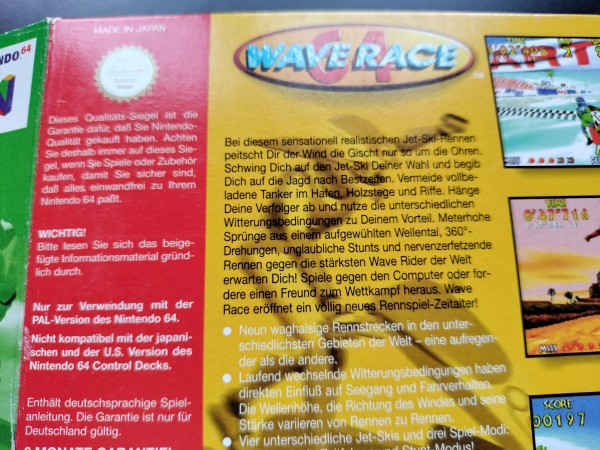 NDO 64
MADE IN JAPAN
Dieses Qualitäts-Siegel ist die
Garantie dafür, daß Sie Nintendo-
Qualität gekauft haben. Achten
Sie deshalb immer auf dieses Sie-
gel, wenn Sie Spiele oder Zubehör
kaufen, damit Sie sicher sind,
daß alles einwandfrei zu Ihrem
Nintendo 64 paßt.
WICHTIG!
Bitte lesen Sie sich das beige-
fügte Informationsmaterial gründ-
lich durch.
Nur zur Verwendung mit der
PAL-Version des Nintendo 64.
Nicht kompatibel mit der japani-
schen und der U.S. Version des
Nintendo 64 Control Decks.
Enthält deutschsprachige Spiel-
anleitung. Die Garantie ist nur für
Deutschland gültig.
WAVE RACE
64
TM
Bei diesem sensationell realistischen Jet-Ski-Rennen
peitscht Dir der Wind die Gischt nur so um die Ohren.
Schwing Dich auf den Jet-Ski Deiner Wahl und begib
Dich auf die Jagd nach Bestzeiten. Vermeide vollbe-
ladene Tanker im Hafen, Holzstege und Riffe. Hänge
Deine Verfolger ab und nutze die unterschiedlichen
Witterungsbedingungen zu Deinem Vorteil. Meterhohe
Sprünge aus einem aufgewühlten Wellental, 360°-
Drehungen, unglaubliche Stunts und nervenzerfetzende
Rennen gegen die stärksten Wave Rider der Welt
erwarten Dich! Spiele gegen den Computer oder for-
dere einen Freund zum Wettkampf heraus. Wave
Race eröffnet ein völlig neues Rennspiel-Zeitalter!
● Neun waghalsige Rennstrecken in den unter-
schiedlichsten Gebieten der Welt – eine aufregen-
der als die andere.
● Laufend wechselnde Witterungsbedingungen haben
direkten Einfluß auf Seegang und Fahrverhalten.
Die Wellenhöhe, die Richtung des Windes und seine
Stärke variieren von Rennen zu Rennen.
● Vier unterschiedliche Jet-Skis und drei Spiel-Modi:
TIME
0'47"716
MISS
SCORE
00197